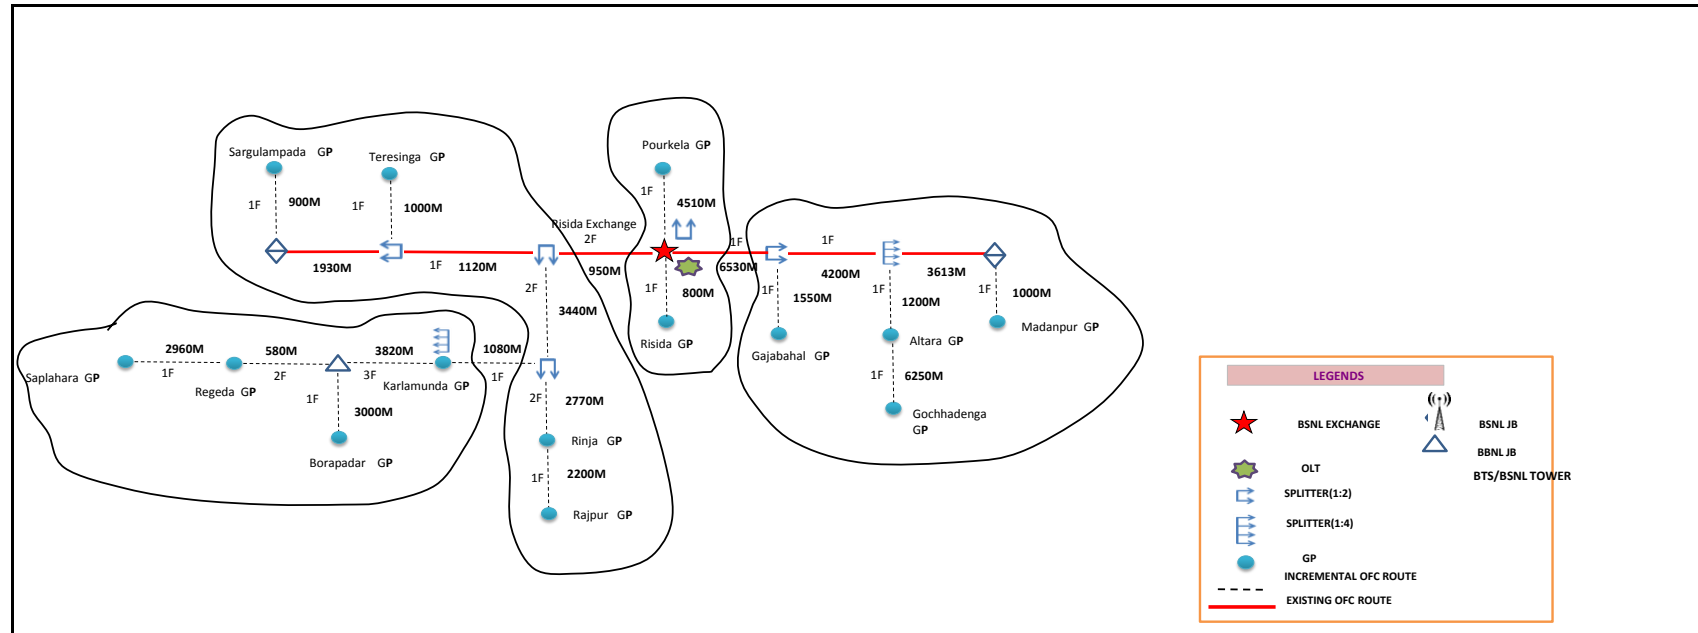 Pourkela GP
Sargulampada GP
Teresinga GP
1F
900M
1F
1000M
1F
4510M
Risida Exchange
2F
1F
1F
1930M
1F
1120M
950M
6530M
4200M
3613M
2F
3440M
1F
800M
1F
1550M
1F
1200M
1F
1000M
Risida GP
Gajabahal GP
Altara GP
Madanpur GP
2960M
580M
3820M
1080M
1F
2F
3F
1F
Saplahara GP
Regeda GP
Karlamunda GP
1F
3000M
2F
2770M
1F
6250M
Borapadar GP
Rinja GP
Gochhadenga
GP
1F
2200M
Rajpur GP
LEGENDS
BSNL EXCHANGE
BSNL JB
BBNL JB
OLT
BTS/BSNL TOWER
SPLITTER(1:2)
SPLITTER(1:4)
GP
INCREMENTAL OFC ROUTE
EXISTING OFC ROUTE